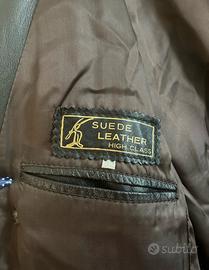 SUEDE
LEATHER
HIGH CLASS
subito